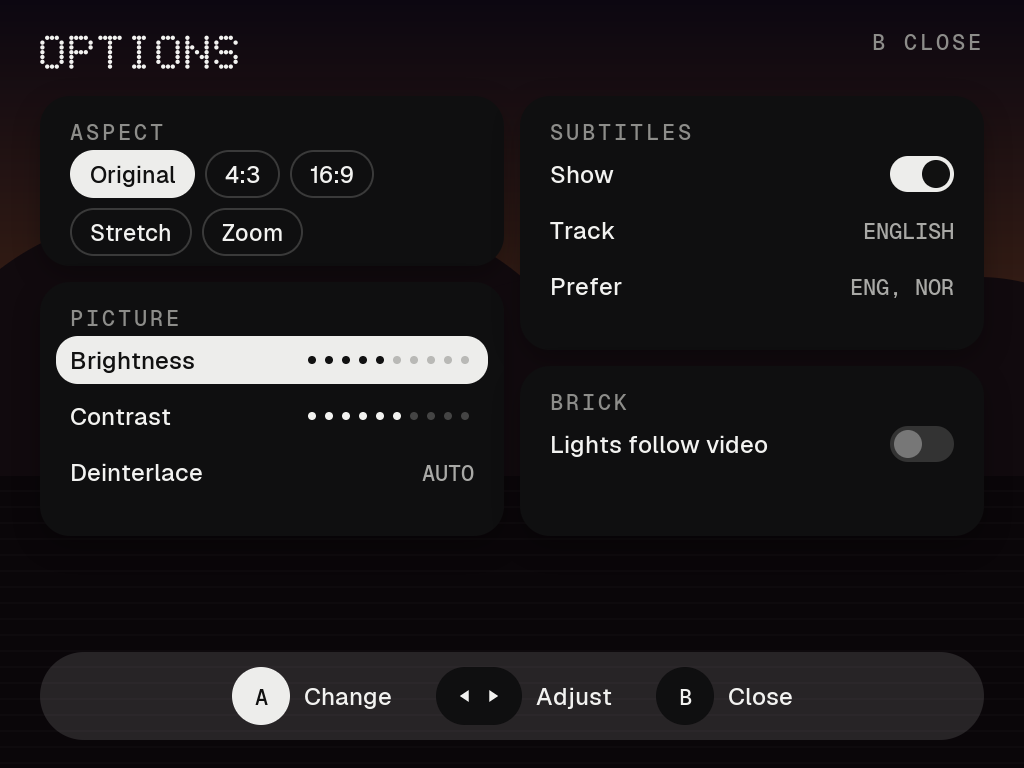 OPTIONS
B CLOSE
ASPECT
Original
4:3
16:9
Stretch
Zoom
PICTURE
Brightness
Contrast
Deinterlace AUTO
SUBTITLES
Show
Track ENGLISH
Prefer ENG, NOR
BRICK
Lights follow video
A Change
Adjust
B Close